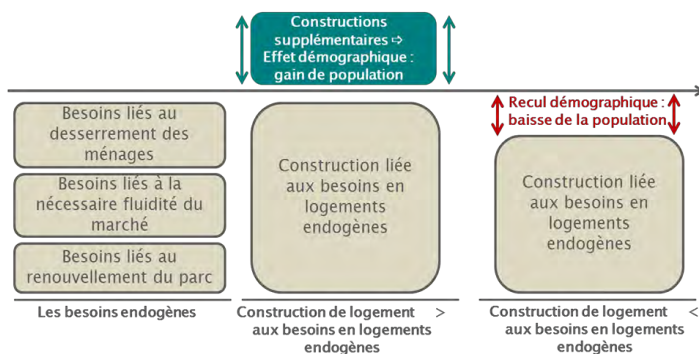 Constructions
supplémentaires ⇨
Effet démographique :
gain de population
Besoins liés au
desserrement des
ménages
Besoins liés à la
nécessaire fluidité du
marché
Besoins liés au
renouvellement du parc
Les besoins endogènes
Construction liée
aux besoins en
logements
endogènes
Construction de logement >
aux besoins en logements
endogènes
Recul démographique :
baisse de la population
Construction liée
aux besoins en
logements
endogènes
Construction de logement <
aux besoins en logements
endogènes